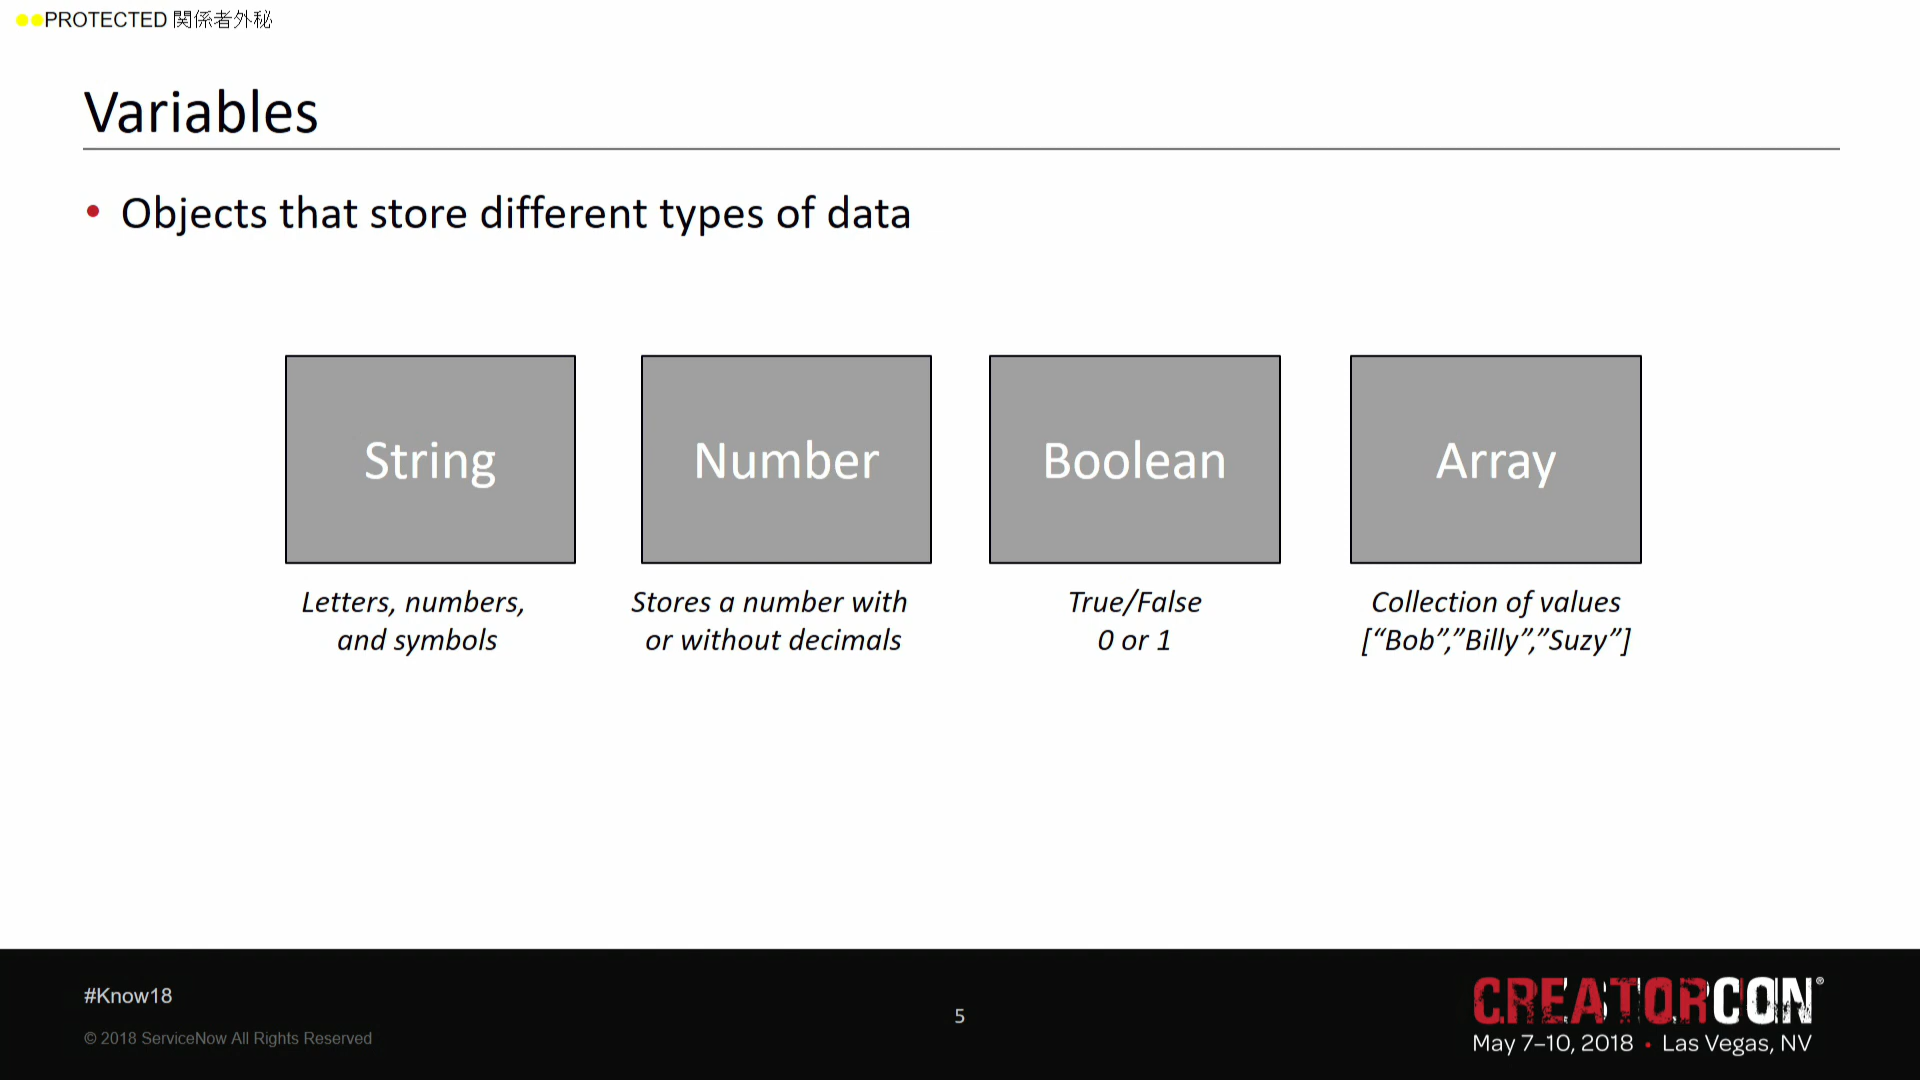 ●●PROTECTED 関係者外秘
Variables
• Objects that store different types of data
String
Letters, numbers,
and symbols
Number
Stores a number with
or without decimals
Boolean
True/False
0 or 1
Array
Collection of values
[“Bob”,”Billy”,”Suzy”]
#Know18
© 2018 ServiceNow All Rights Reserved
5
CREATORCON®
May 7–10, 2018 • Las Vegas, NV